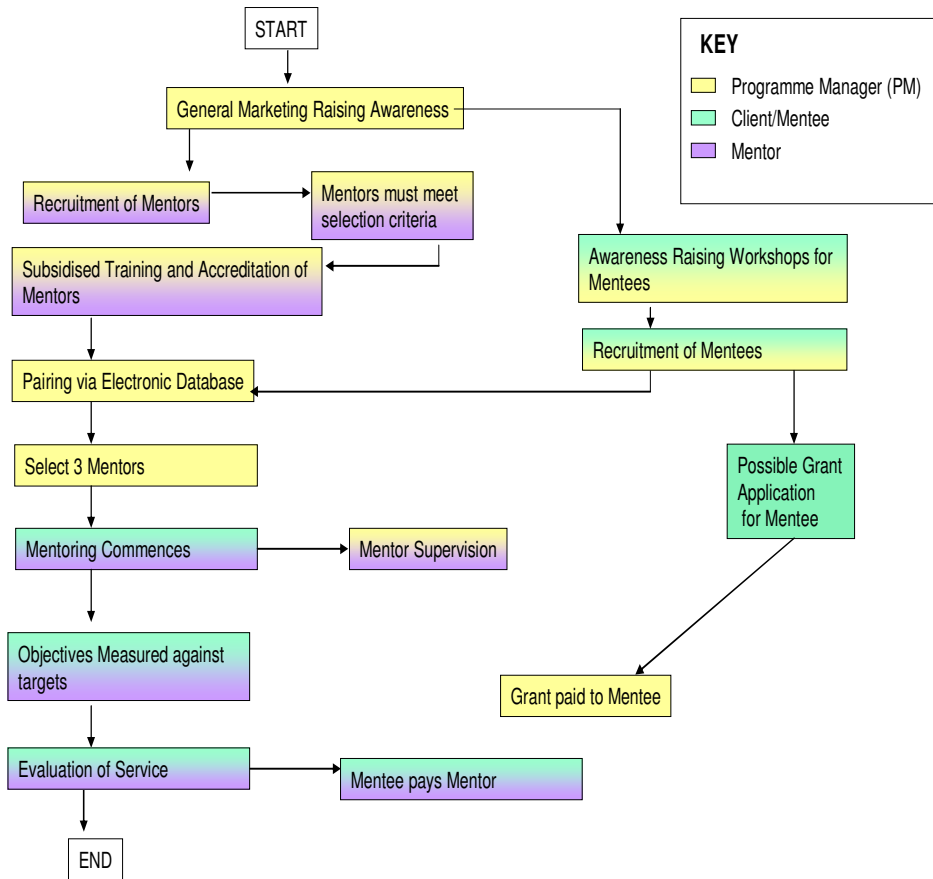 START
KEY
Programme Manager (PM)
Client/Mentee
Mentor
General Marketing Raising Awareness
Recruitment of Mentors
Mentors must meet
selection criteria
Subsidised Training and Accreditation of
Mentors
Awareness Raising Workshops for
Mentees
Recruitment of Mentees
Pairing via Electronic Database
Select 3 Mentors
Possible Grant
Application
for Mentee
Mentoring Commences
Mentor Supervision
Objectives Measured against
targets
Grant paid to Mentee
Evaluation of Service
Mentee pays Mentor
END